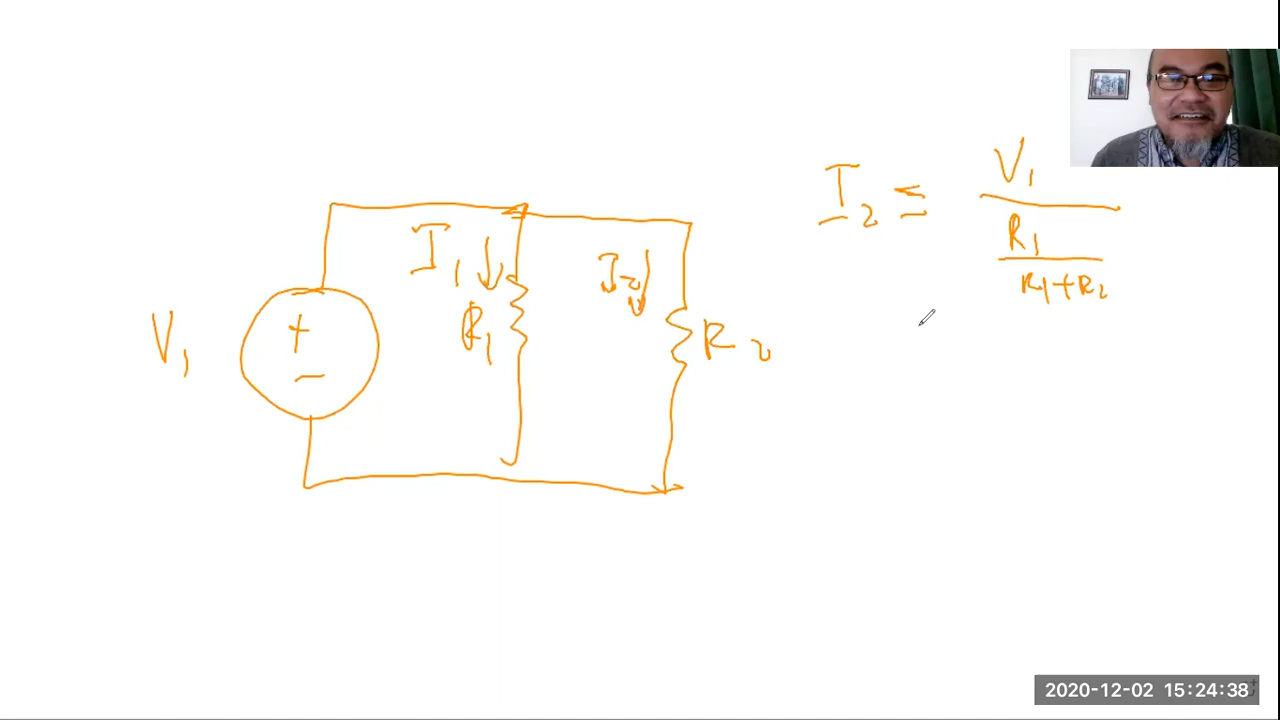 I₂ = V₁
R₁
R₁+R₂
I₁
I₂
V₁
+
−
R₁
R₂
2020-12-02 15:24:38